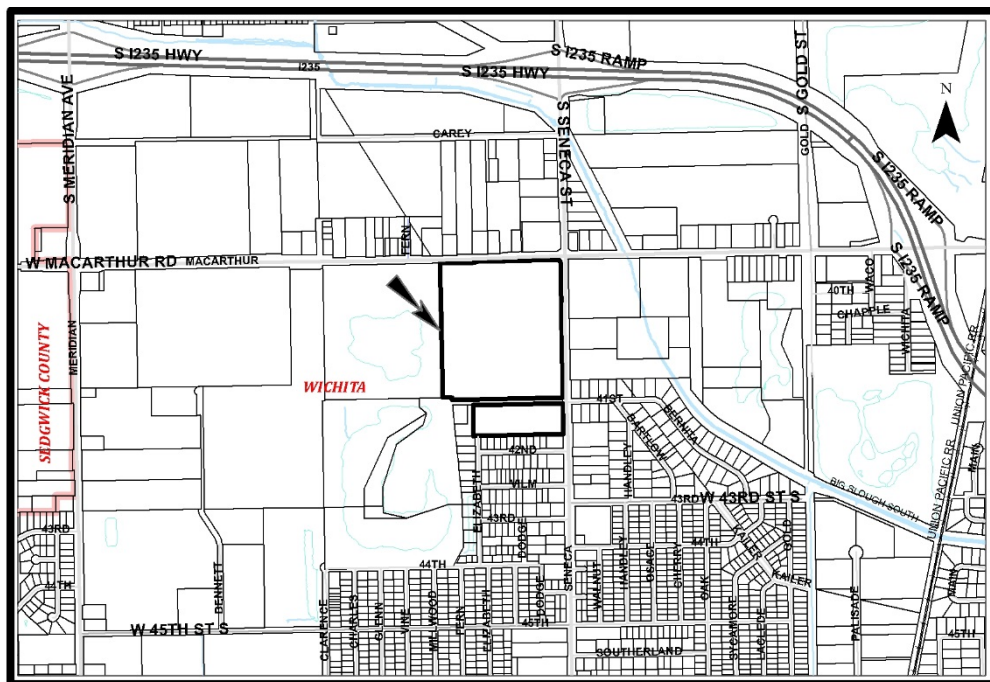 S MERIDIAN AVE
S I235 HWY
I235
S I235 HWY
S I235 RAMP
S GOLD ST
GOLD
N
CAREY
S SENECA ST
S I235 RAMP
FERN
W MACARTHUR RD
MACARTHUR
S I235 RAMP
WACO
40TH
CHAPPLE
WICHITA
MERIDIAN
SEDGWICK COUNTY
WICHITA
UNION PACIFIC RR
UNION PACIFIC RR
MAIN
41ST
BERNITA
BARTLOW
HANDLEY
42ND
ELIZABETH
43RD
DODGE
43RD
W 43RD ST S
BIG SLOUGH SOUTH
43RD
44TH
KAILER
GOLD
KAILER
44TH
44TH
BENNETT
SENECA
WALNUT
HANDLEY
OSAGE
CHERRY
OAK
SYCAMORE
LACLEDE
PALISADE
MAIN
W 45TH ST S
CLARENCE
CHARLES
GLENN
VINE
MILLWOOD
FERN
ELIZABETH
DODGE
45TH
SOUTHERLAND
45TH